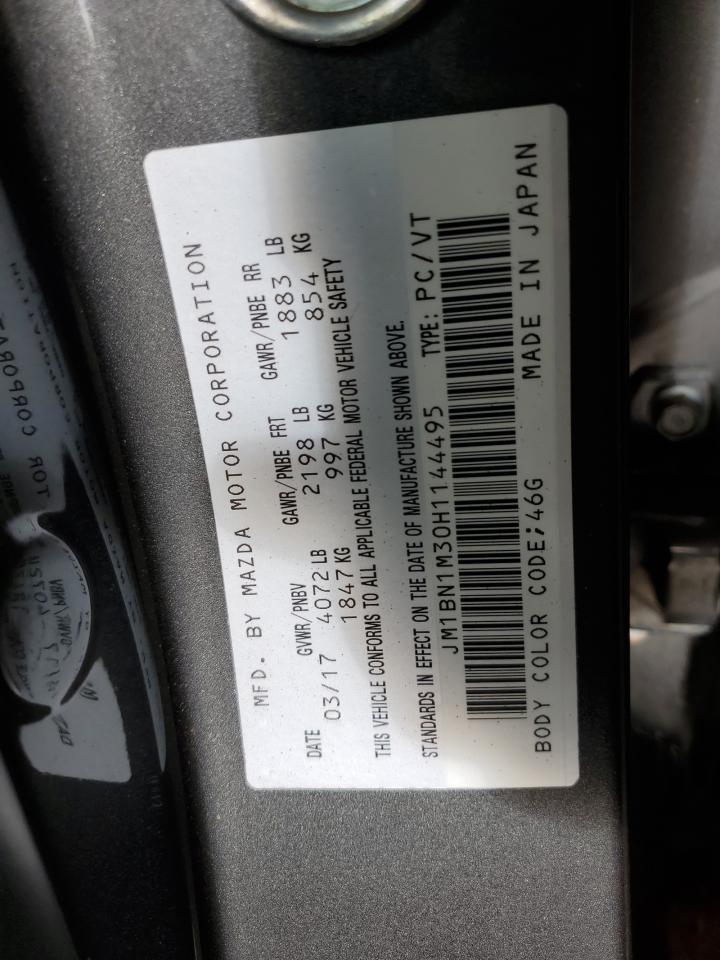 MFD. BY MAZDA MOTOR CORPORATION
DATE GVWR/PNBV GAWR/PNBE FRT GAWR/PNBE RR
03/17 4072 LB 2198 LB 1883 LB
1847 KG 997 KG 854 KG
THIS VEHICLE CONFORMS TO ALL APPLICABLE FEDERAL MOTOR VEHICLE SAFETY
STANDARDS IN EFFECT ON THE DATE OF MANUFACTURE SHOWN ABOVE.
JM1BN1M30H1144495 TYPE: PC/VT
BODY COLOR CODE;46G MADE IN JAPAN